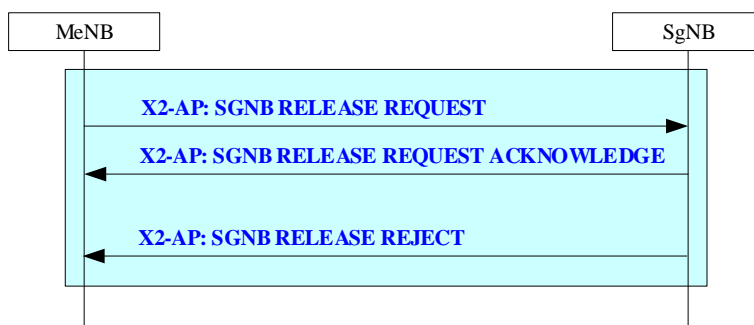 MeNB
SgNB
X2-AP: SGNB RELEASE REQUEST
X2-AP: SGNB RELEASE REQUEST ACKNOWLEDGE
X2-AP: SGNB RELEASE REJECT